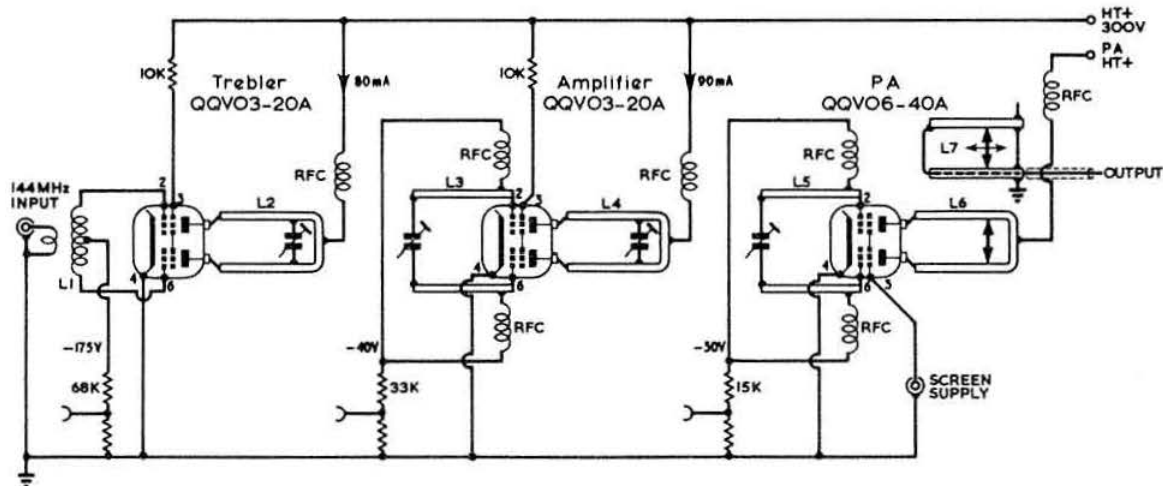 HT+
300V
PA
HT+
10K
Trebler
QQVO3-20A
80mA
10K
Amplifier
QQVO3-20A
90mA
PA
QQVO6-40A
RFC
RFC
RFC
RFC
RFC
L7
OUTPUT
144MHz
INPUT
2
3
L2
L3
2
3
L4
L5
2
L6
L1
4
6
4
6
4
6
3
RFC
RFC
-175V
-40V
-50V
68K
33K
15K
SCREEN
SUPPLY